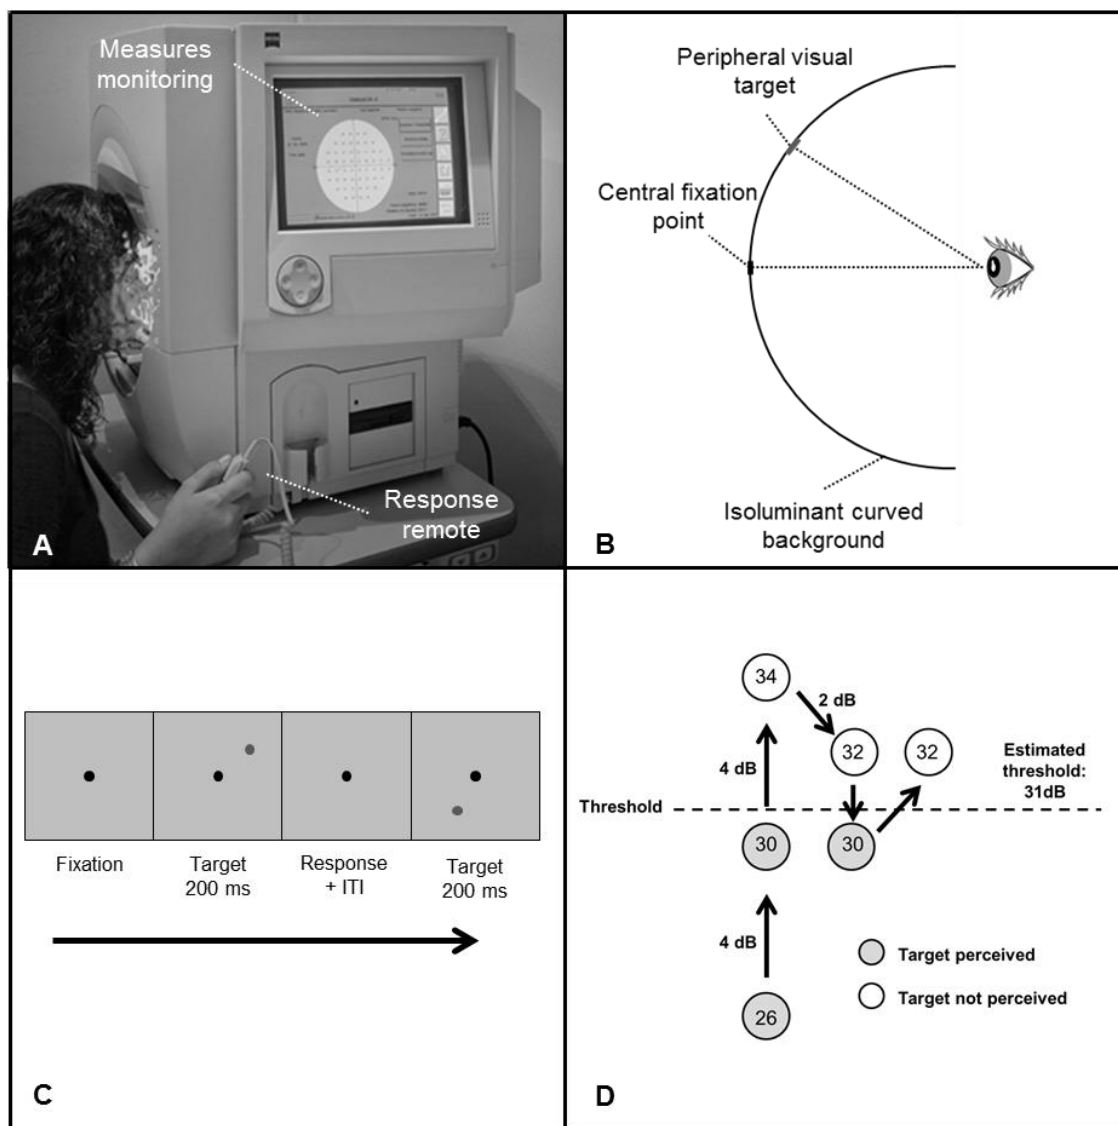 Measures
monitoring
Response
remote
A
Peripheral visual
target
Central fixation
point
Isoluminant curved
background
B
Fixation
Target
200 ms
Response
+ ITI
Target
200 ms
C
34
2 dB
32
32
4 dB
Estimated
threshold:
31dB
Threshold
30
30
4 dB
Target perceived
Target not perceived
26
D